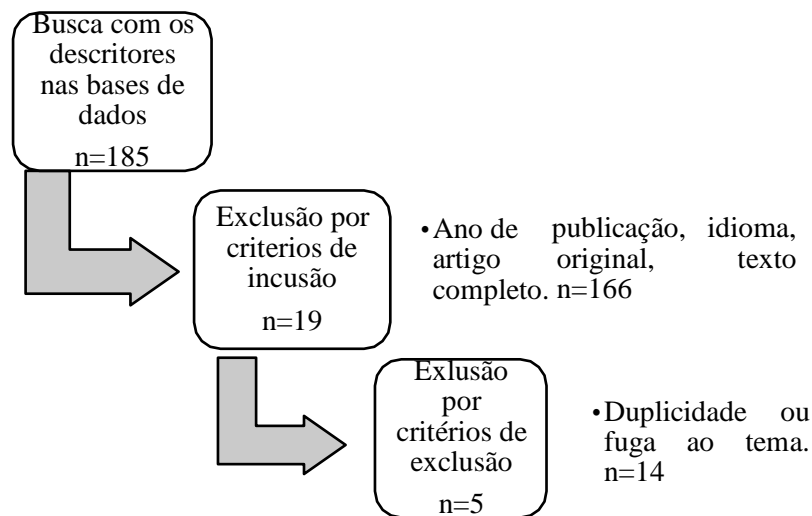 Busca com os
descritores
nas bases de
dados
n=185
Exclusão por
criterios de
incusão
n=19
•Ano de publicação, idioma,
artigo original, texto
completo. n=166
Exlusão
por
critérios de
exclusão
n=5
•Duplicidade ou
fuga ao tema.
n=14